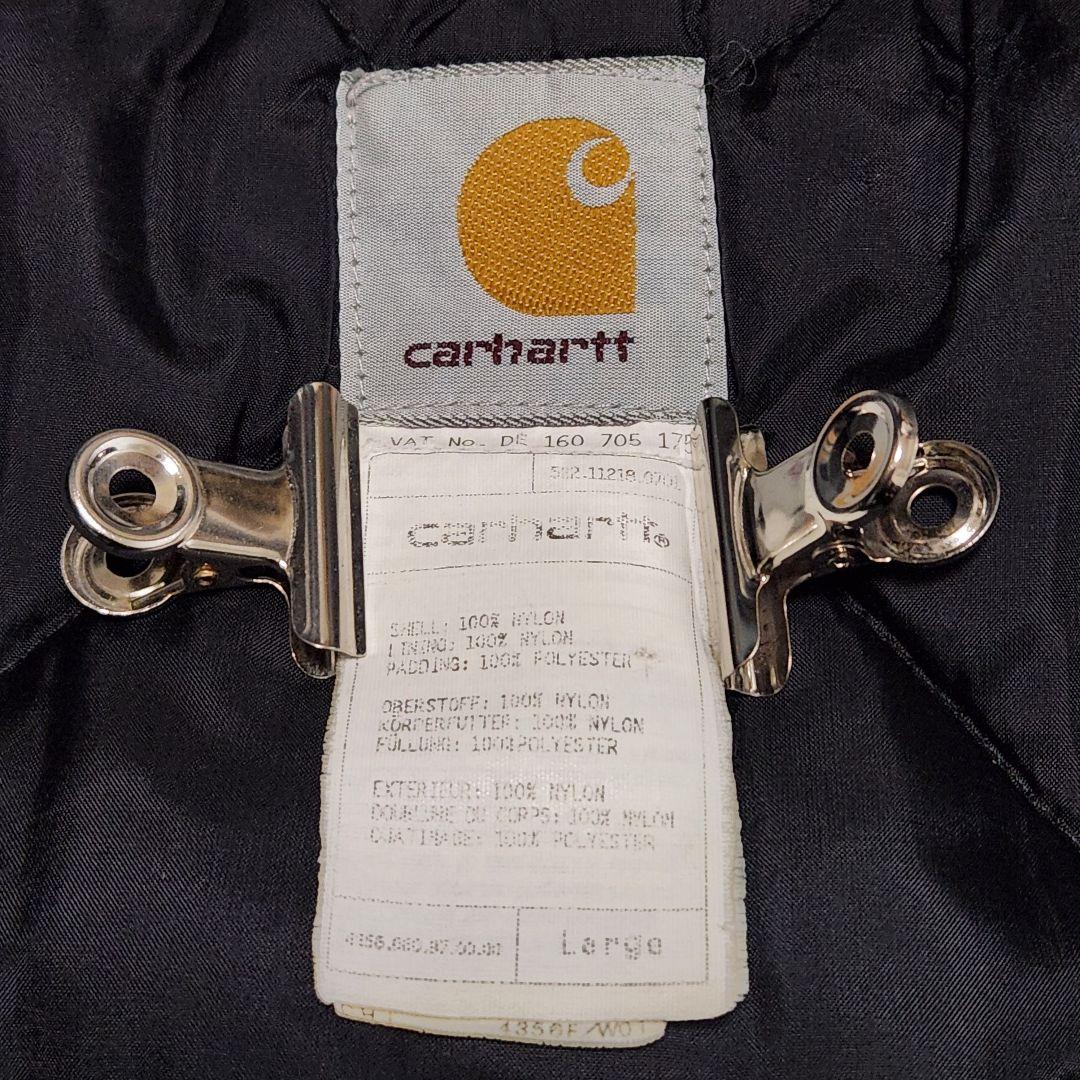 carhartt
VAT No. DE 160 705 17
carhartt®
SHELL: 100% NYLON
LINING: 100% NYLON
PADDING: 100% POLYESTER
OBERSTOFF: 100% NYLON
KÖRPERFUTTER: 100% NYLON
FÜLLUNG: 100%POLYESTER
EXTERIEUR: 100% NYLON
DOUBLURE DU CORPS: 100% NYLON
OUATINAGE: 100% POLYESTER
Large